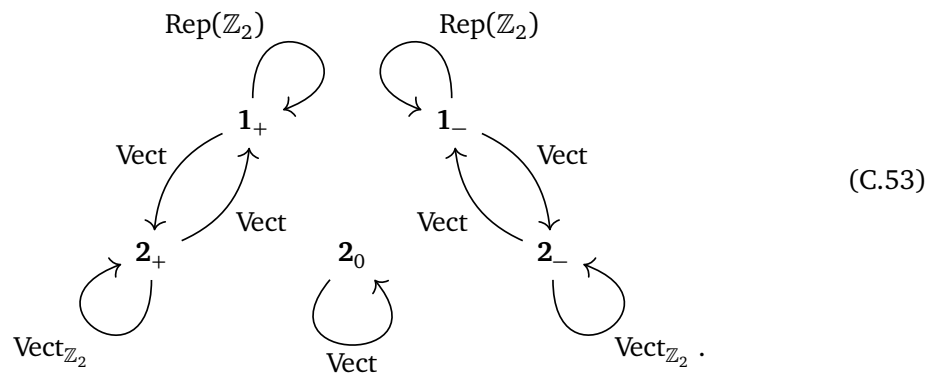 Rep(ℤ₂) Rep(ℤ₂)
𝟏₊ 𝟏₋
Vect Vect
(C.53)
Vect Vect
𝟐₊ 𝟐₀ 𝟐₋
Vect_ℤ₂ Vect Vect_ℤ₂ .